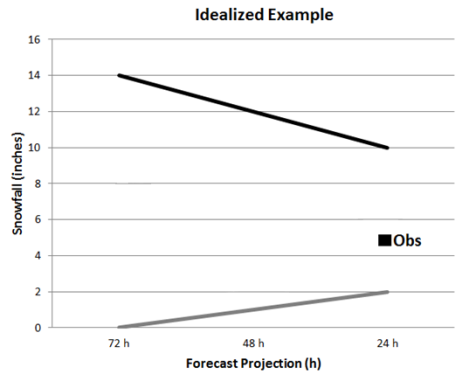 Idealized Example
16
14
12
10
8
6
4
2
0
Snowfall (inches)
Obs
72 h
48 h
24 h
Forecast Projection (h)